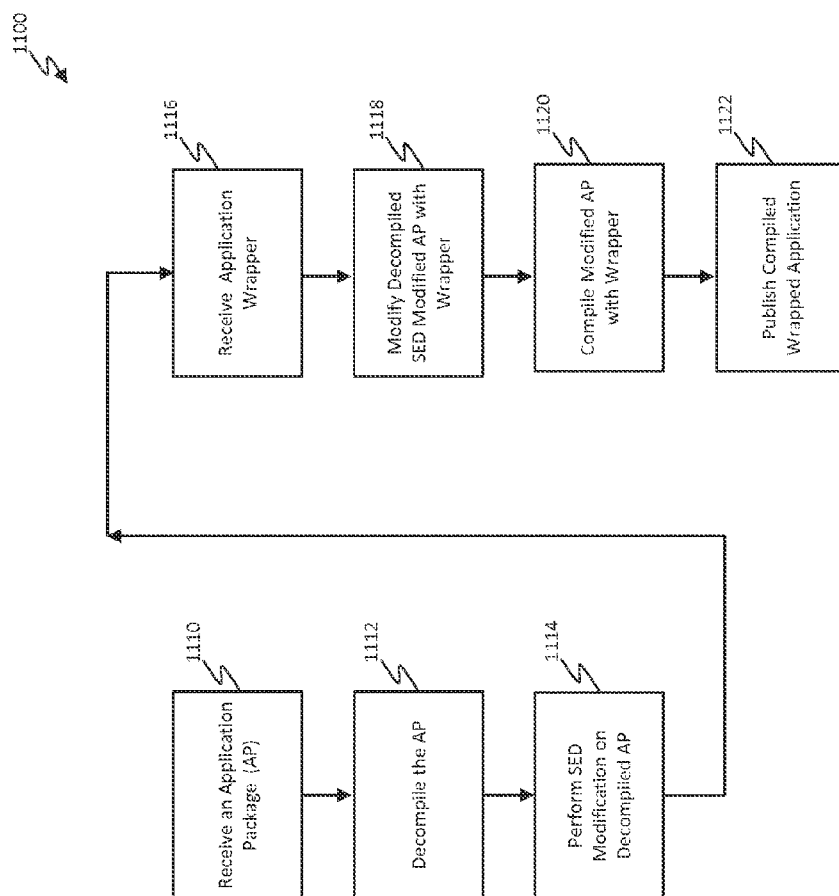 1100
1110
Receive an Application
Package (AP)
1112
Decompile the AP
1114
Perform SED
Modification on
Decompiled AP
1116
Receive Application
Wrapper
1118
Modify Decompiled
SED Modified AP with
Wrapper
1120
Compile Modified AP
with Wrapper
1122
Publish Compiled
Wrapped Application